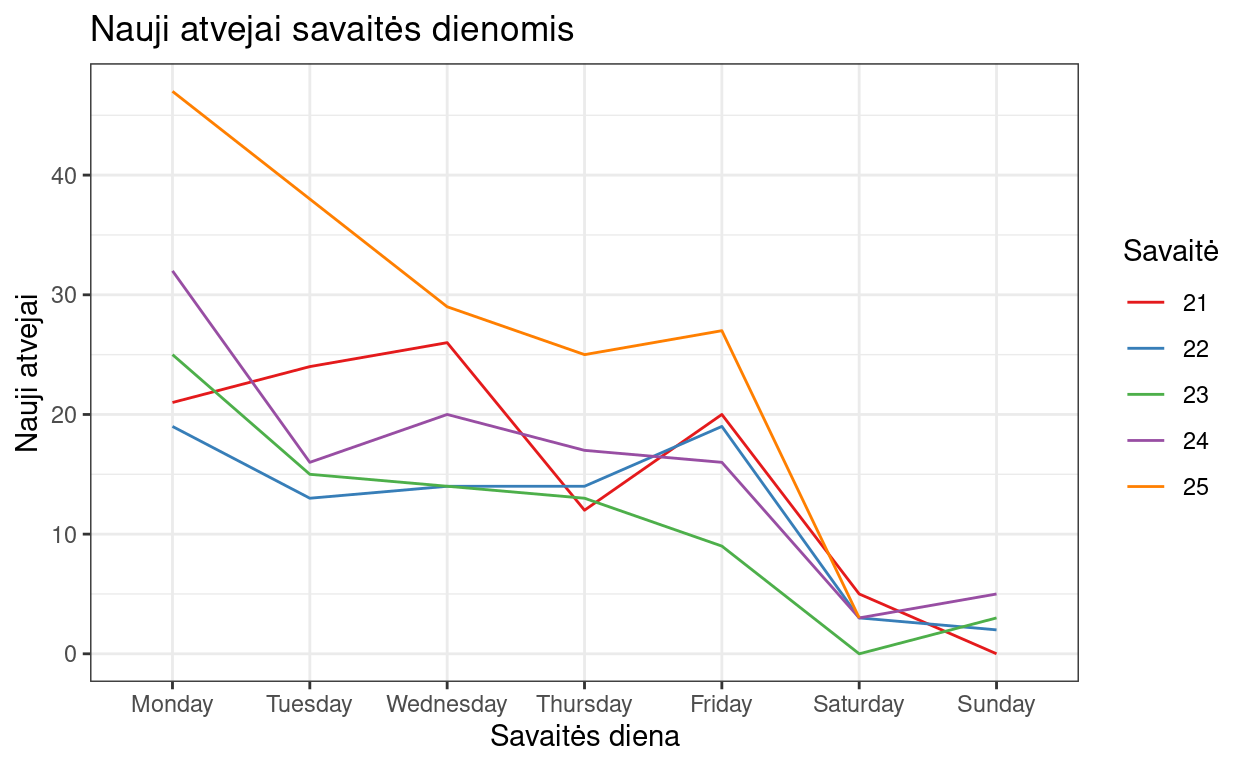 Nauji atvejai savaitės dienomis
Nauji atvejai
40
30
20
10
0
Monday Tuesday Wednesday Thursday Friday Saturday Sunday
Savaitės diena
Savaitė
21
22
23
24
25